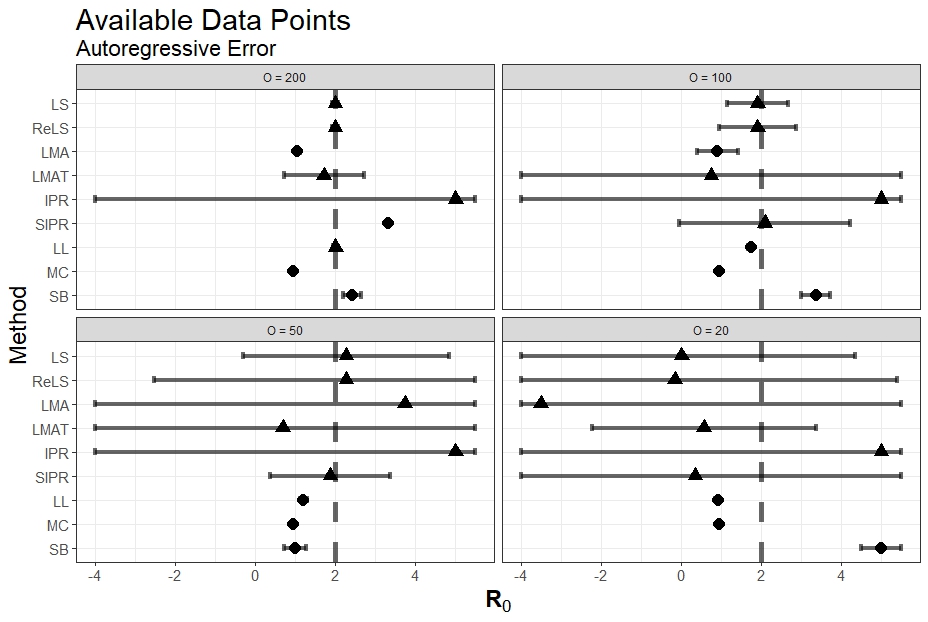 Available Data Points
Autoregressive Error
O = 200
O = 100
LS
ReLS
LMA
LMAT
IPR
SIPR
LL
MC
SB
O = 50
O = 20
LS
ReLS
LMA
LMAT
IPR
SIPR
LL
MC
SB
Method
-4 -2 0 2 4
-4 -2 0 2 4
R0